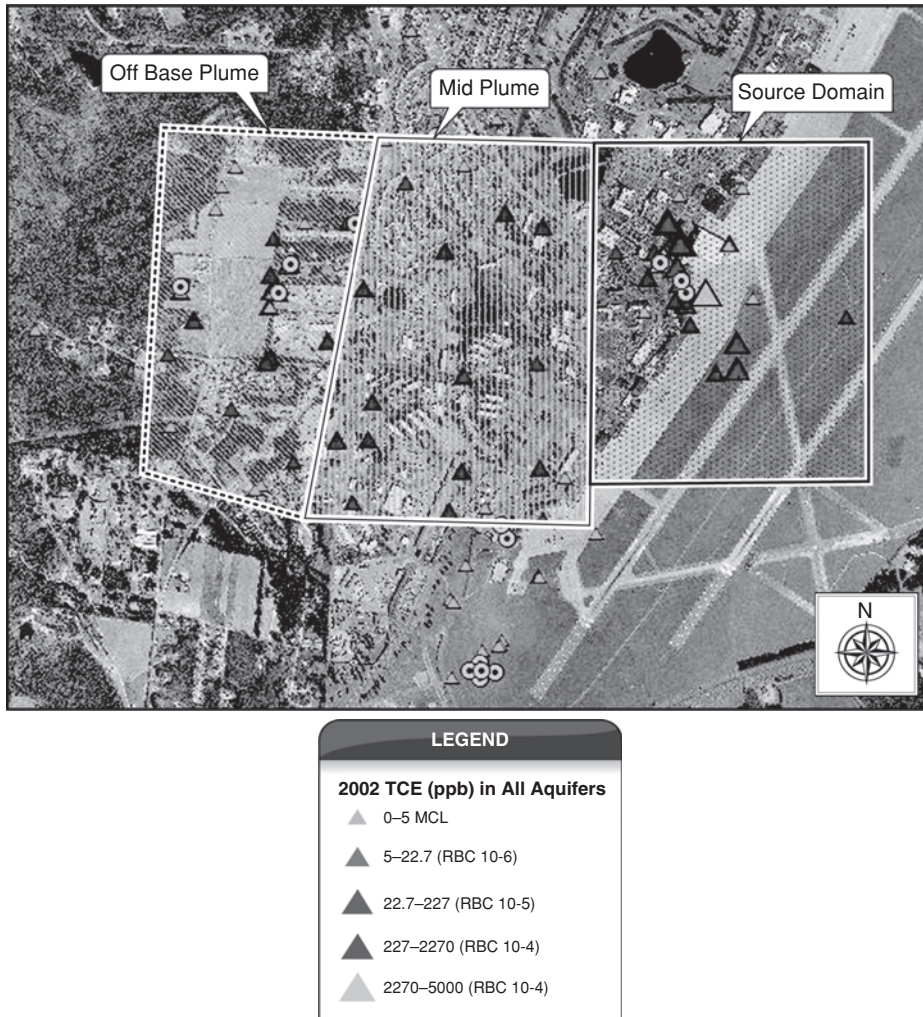 Off Base Plume
Mid Plume
Source Domain
N
LEGEND
2002 TCE (ppb) in All Aquifers
0–5 MCL
5–22.7 (RBC 10-6)
22.7–227 (RBC 10-5)
227–2270 (RBC 10-4)
2270–5000 (RBC 10-4)